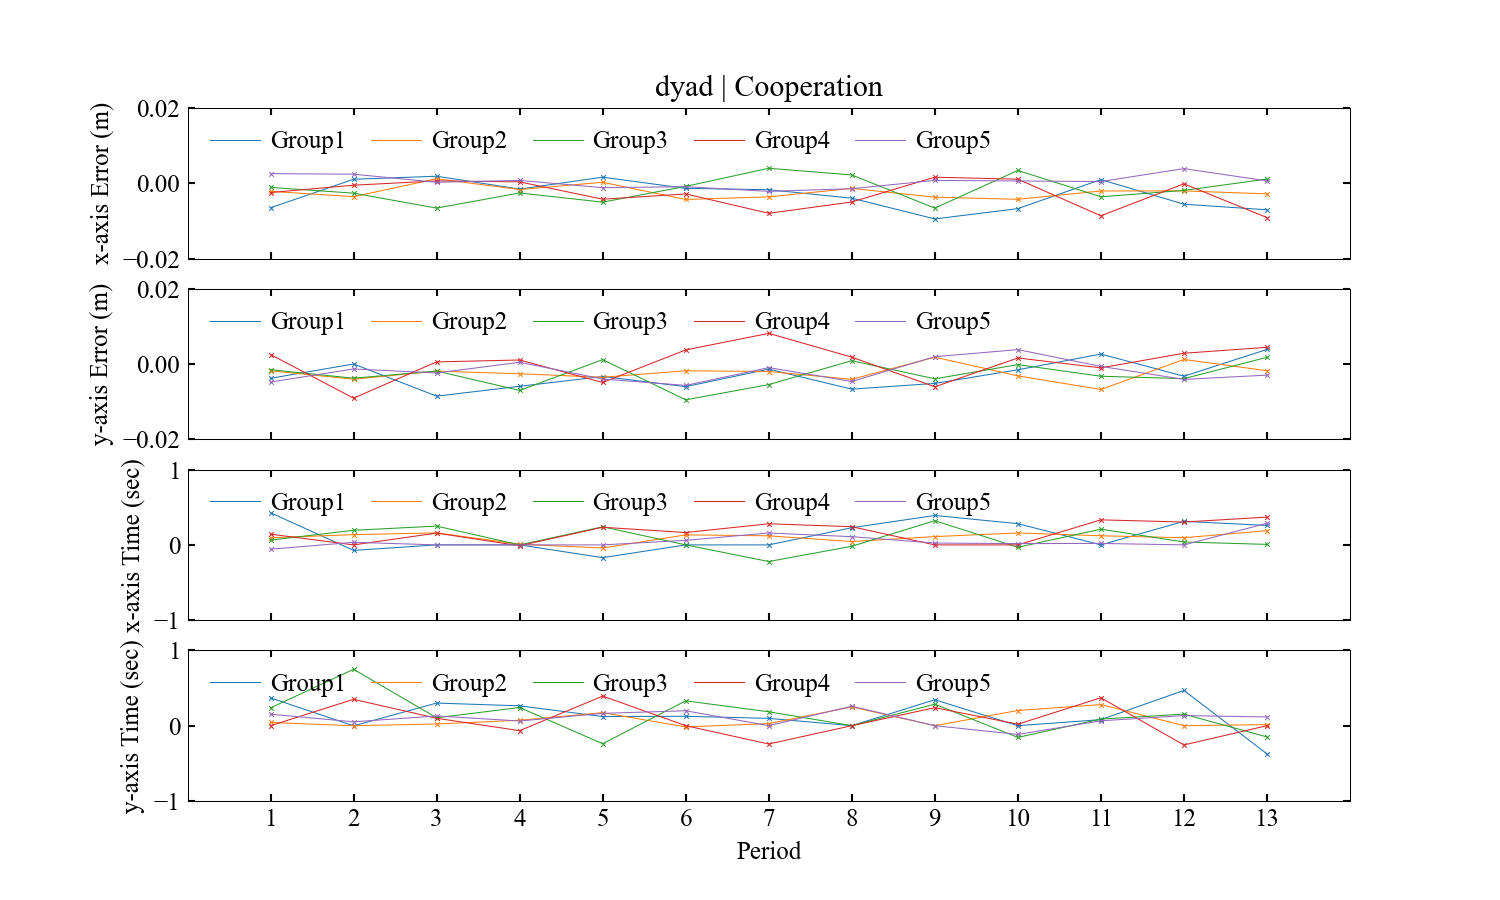 dyad | Cooperation
x-axis Error (m)
0.02
0.00
−0.02
Group1 Group2 Group3 Group4 Group5
y-axis Error (m)
0.02
0.00
−0.02
Group1 Group2 Group3 Group4 Group5
x-axis Time (sec)
1
0
−1
Group1 Group2 Group3 Group4 Group5
y-axis Time (sec)
1
0
−1
Group1 Group2 Group3 Group4 Group5
1 2 3 4 5 6 7 8 9 10 11 12 13
Period